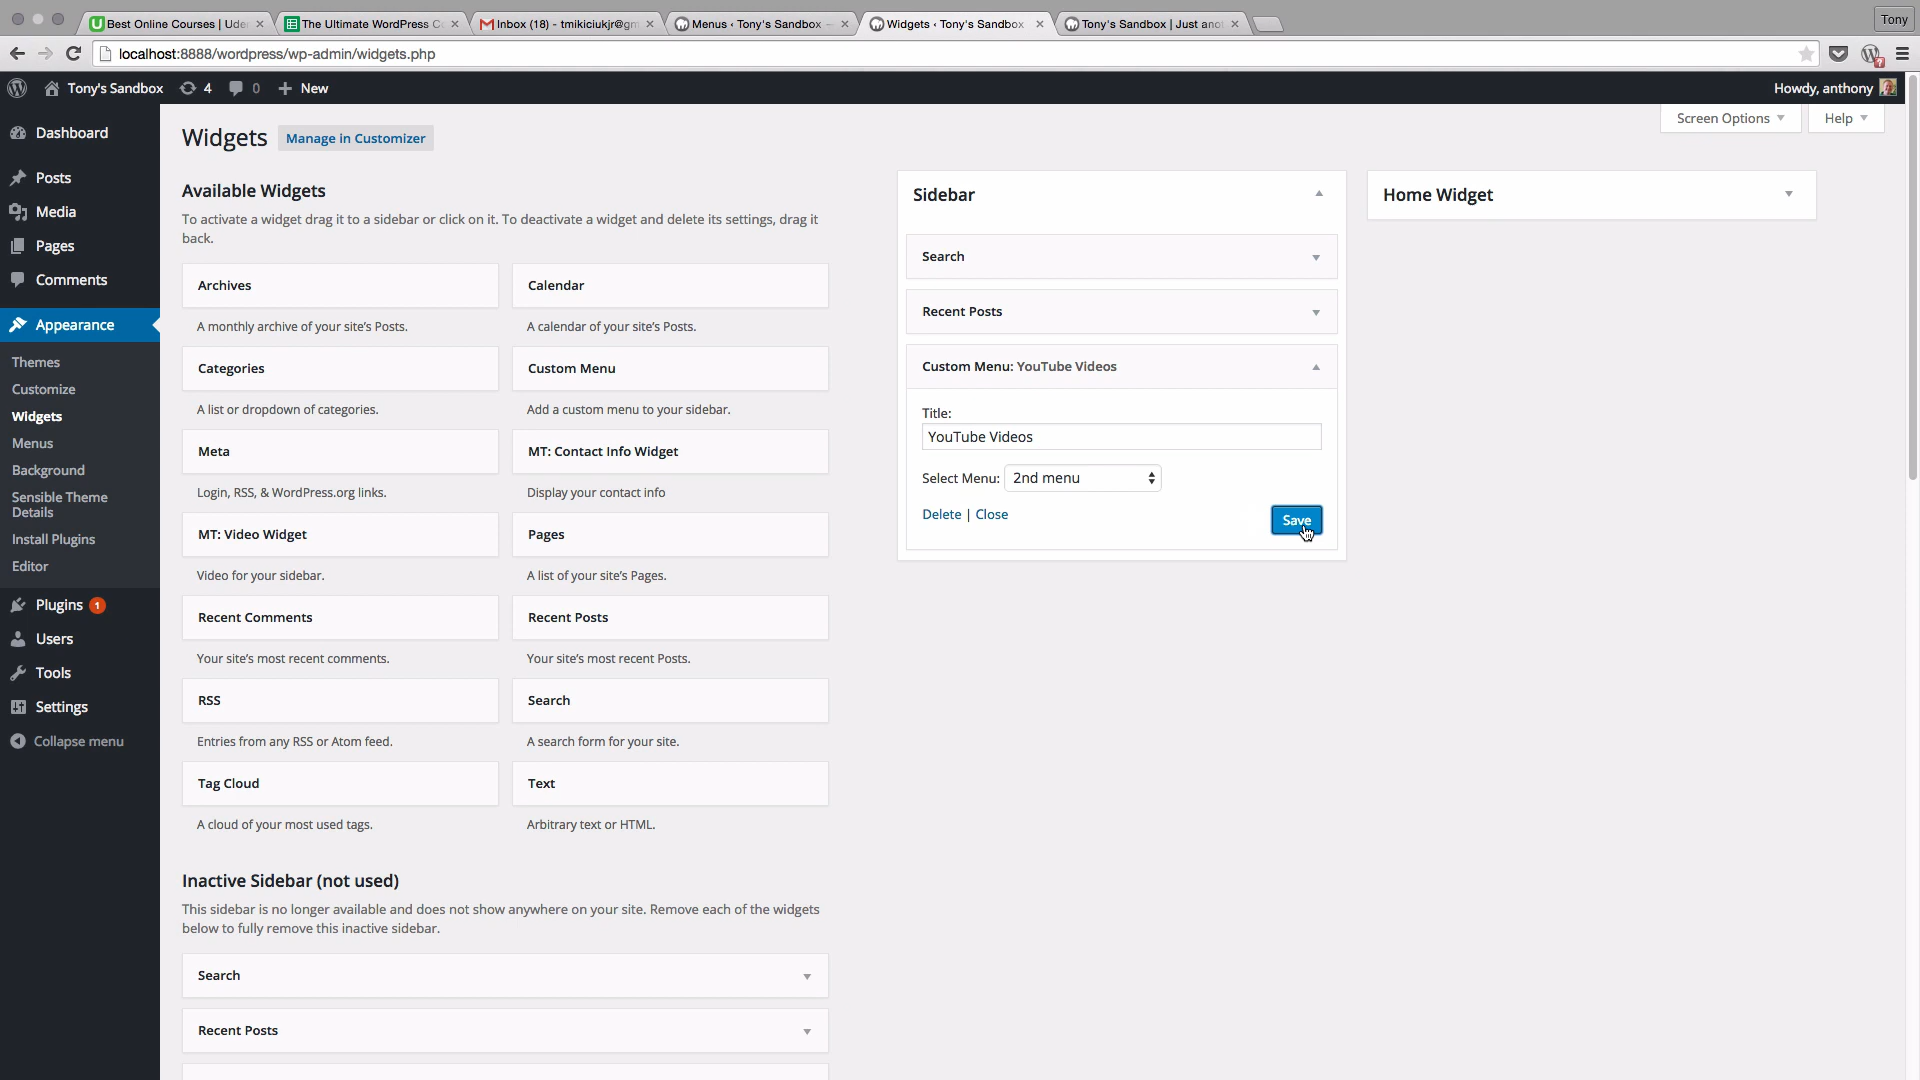 Best Online Courses | Ude
The Ultimate WordPress C
Inbox (18) - tmikiciukjr@gm
Menus ‹ Tony's Sandbox —
Widgets ‹ Tony's Sandbox
Tony's Sandbox | Just anot
Tony
localhost:8888/wordpress/wp-admin/widgets.php
Tony's Sandbox
4
0
New
Howdy, anthony
Dashboard
Posts
Media
Pages
Comments
Appearance
Themes
Customize
Widgets
Menus
Background
Sensible Theme
Details
Install Plugins
Editor
Plugins 1
Users
Tools
Settings
Collapse menu
Widgets
Manage in Customizer
Screen Options
Help
Available Widgets
To activate a widget drag it to a sidebar or click on it. To deactivate a widget and delete its settings, drag it
back.
Archives
A monthly archive of your site's Posts.
Calendar
A calendar of your site's Posts.
Categories
A list or dropdown of categories.
Custom Menu
Add a custom menu to your sidebar.
Meta
Login, RSS, & WordPress.org links.
MT: Contact Info Widget
Display your contact info
MT: Video Widget
Video for your sidebar.
Pages
A list of your site's Pages.
Recent Comments
Your site's most recent comments.
Recent Posts
Your site's most recent Posts.
RSS
Entries from any RSS or Atom feed.
Search
A search form for your site.
Tag Cloud
A cloud of your most used tags.
Text
Arbitrary text or HTML.
Inactive Sidebar (not used)
This sidebar is no longer available and does not show anywhere on your site. Remove each of the widgets
below to fully remove this inactive sidebar.
Search
Recent Posts
Sidebar
Search
Recent Posts
Custom Menu: YouTube Videos
Title:
YouTube Videos
Select Menu: 2nd menu
Delete | Close
Save
Home Widget